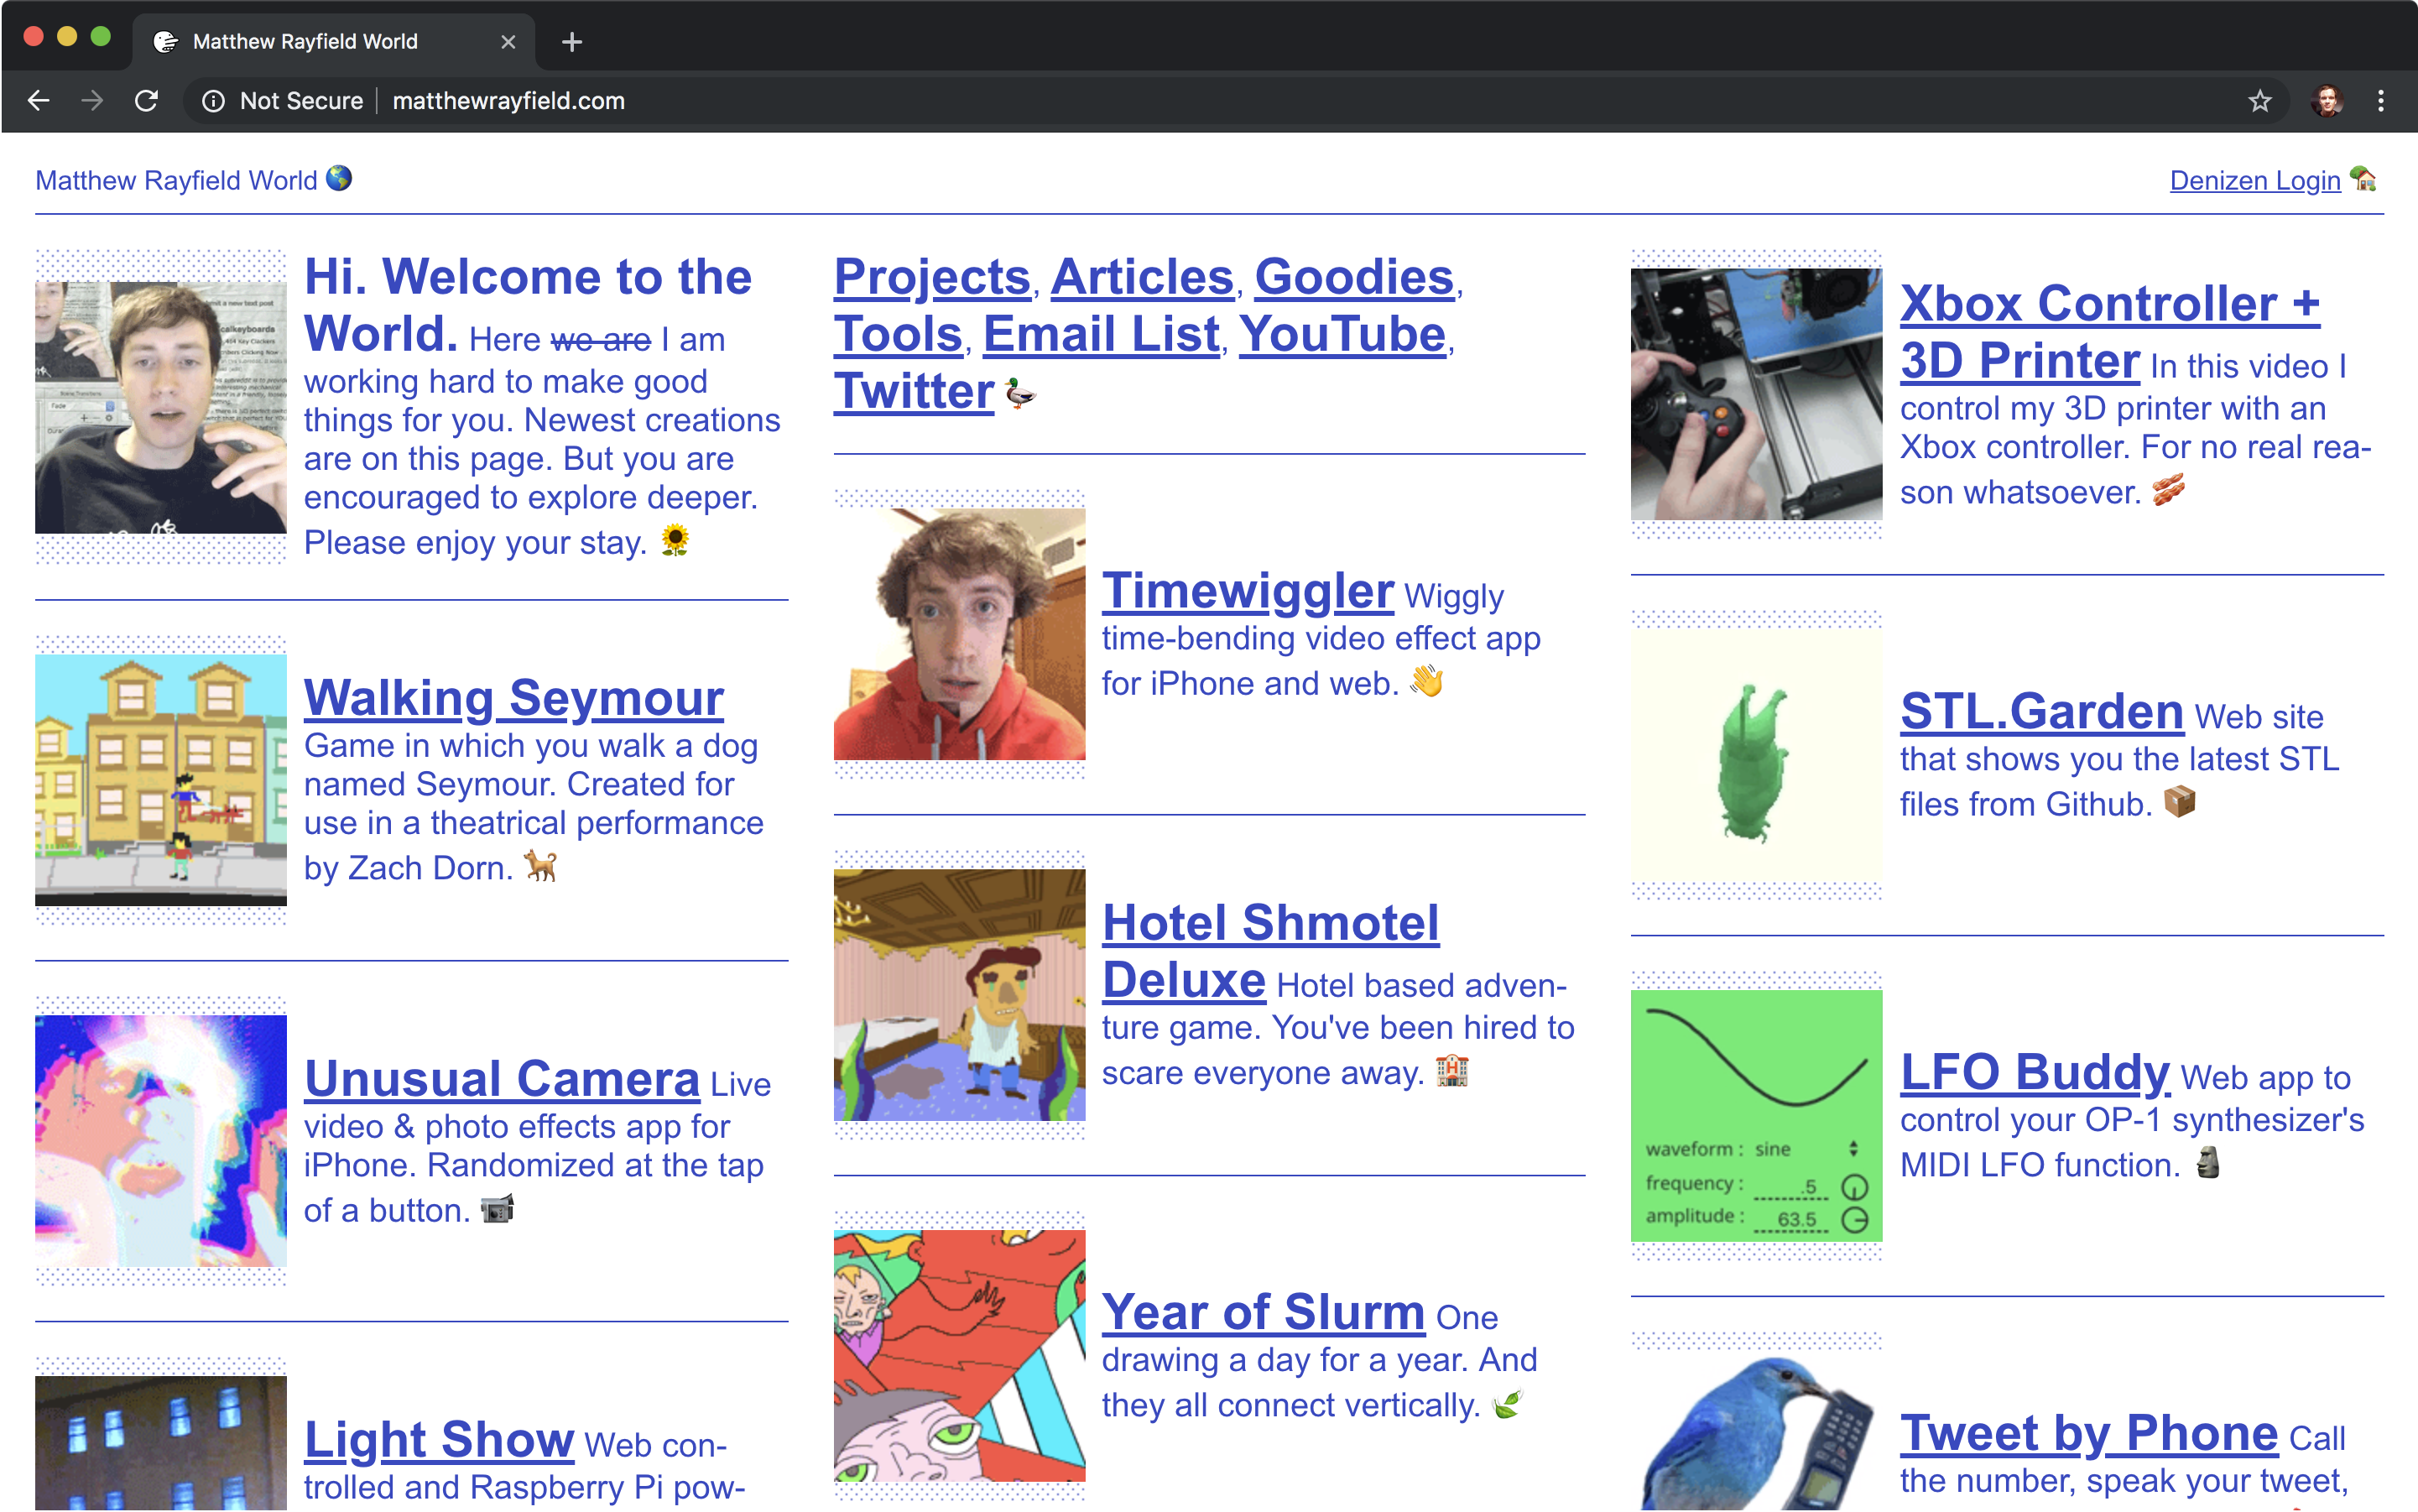 Matthew Rayfield World
Not Secure | matthewrayfield.com
Matthew Rayfield World 🌎
Denizen Login 🏡
Hi. Welcome to the
World. Here we are I am
working hard to make good
things for you. Newest creations
are on this page. But you are
encouraged to explore deeper.
Please enjoy your stay. 🌻
Walking Seymour
Game in which you walk a dog
named Seymour. Created for
use in a theatrical performance
by Zach Dorn. 🐕
Unusual Camera Live
video & photo effects app for
iPhone. Randomized at the tap
of a button. 📹
Light Show Web con-
trolled and Raspberry Pi pow-
Projects, Articles, Goodies,
Tools, Email List, YouTube,
Twitter 🦆
Timewiggler Wiggly
time-bending video effect app
for iPhone and web. 👋
Hotel Shmotel
Deluxe Hotel based adven-
ture game. You've been hired to
scare everyone away. 🏩
Year of Slurm One
drawing a day for a year. And
they all connect vertically. 🌿
Xbox Controller +
3D Printer In this video I
control my 3D printer with an
Xbox controller. For no real rea-
son whatsoever. 🥓
STL.Garden Web site
that shows you the latest STL
files from Github. 📦
waveform : sine
frequency : .5
amplitude : 63.5
LFO Buddy Web app to
control your OP-1 synthesizer's
MIDI LFO function. 🗿
Tweet by Phone Call
the number, speak your tweet,